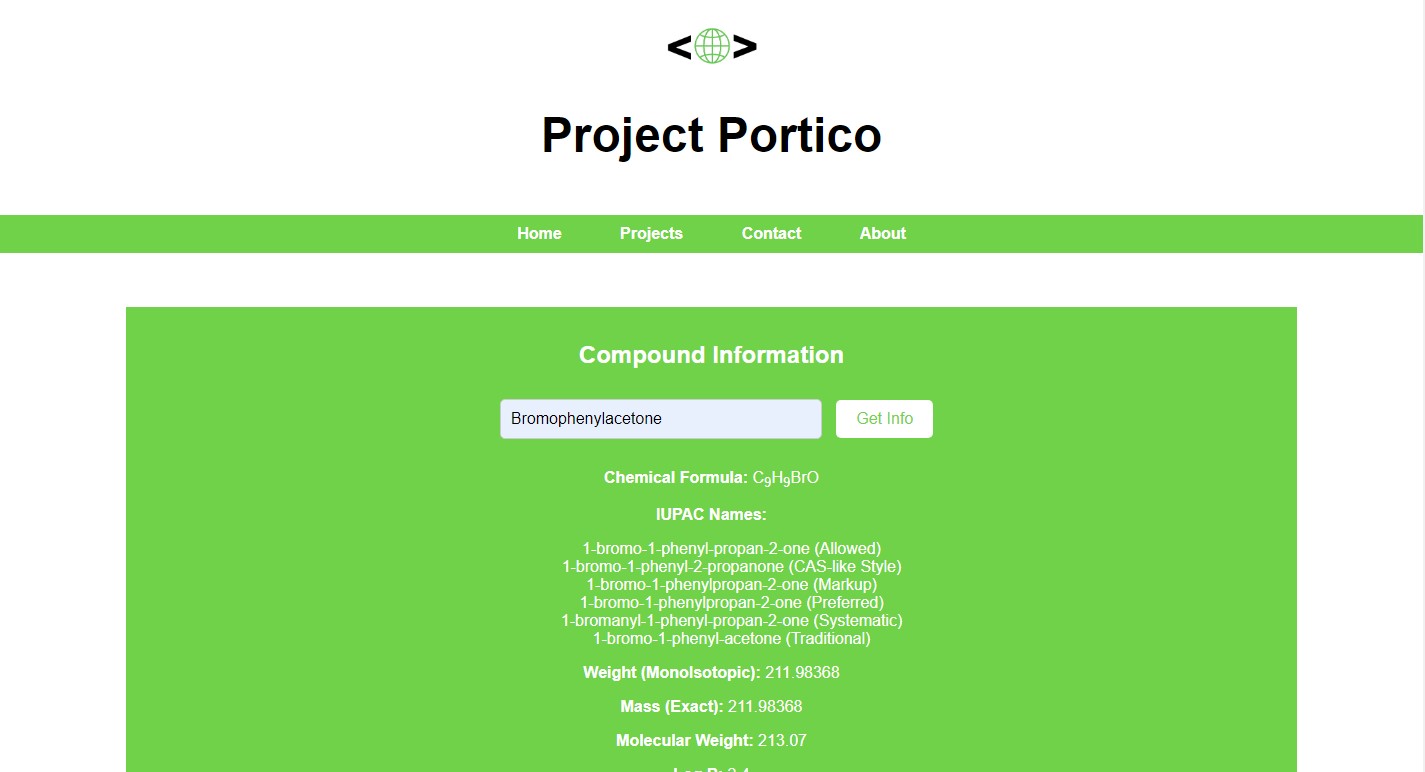 Project Portico
Home Projects Contact About
Compound Information
Bromophenylacetone Get Info
Chemical Formula: C₉H₉BrO
IUPAC Names:
1-bromo-1-phenyl-propan-2-one (Allowed)
1-bromo-1-phenyl-2-propanone (CAS-like Style)
1-bromo-1-phenylpropan-2-one (Markup)
1-bromo-1-phenylpropan-2-one (Preferred)
1-bromanyl-1-phenyl-propan-2-one (Systematic)
1-bromo-1-phenyl-acetone (Traditional)
Weight (MonoIsotopic): 211.98368
Mass (Exact): 211.98368
Molecular Weight: 213.07